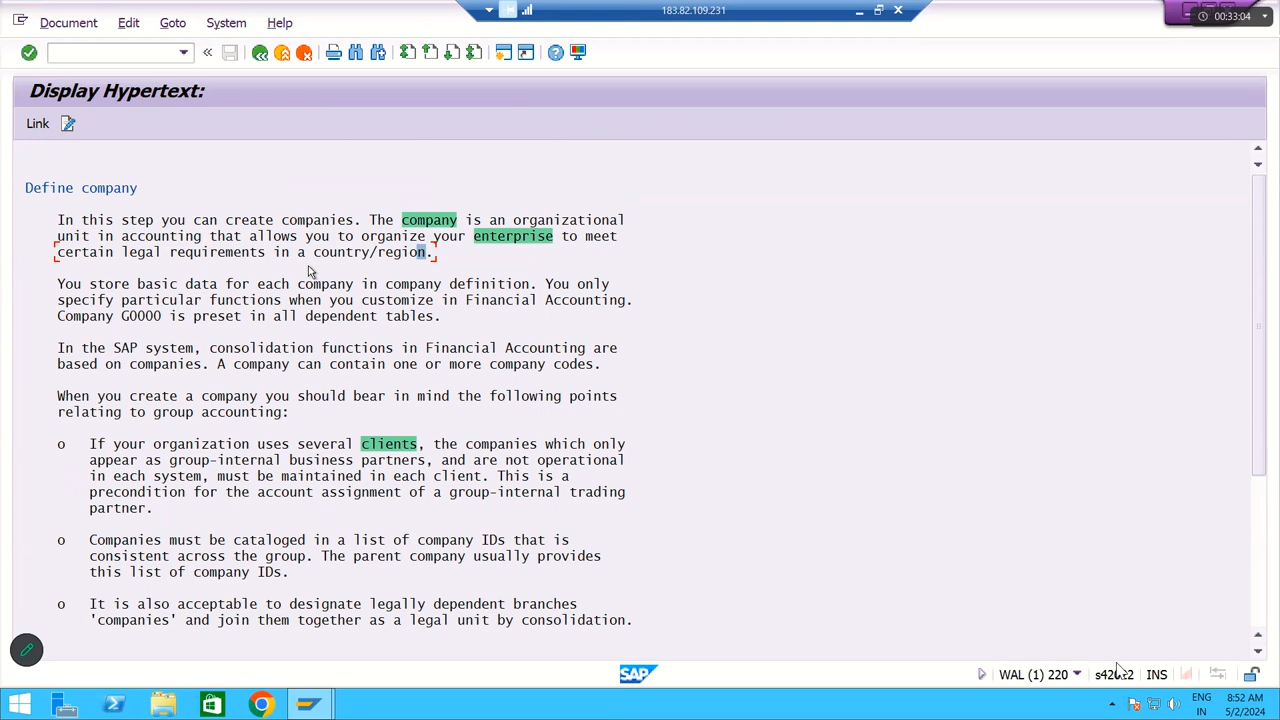 183.82.109.231
00:33:04
Document Edit Goto System Help
Display Hypertext:
Link
Define company
In this step you can create companies. The company is an organizational
unit in accounting that allows you to organize your enterprise to meet
certain legal requirements in a country/region.
You store basic data for each company in company definition. You only
specify particular functions when you customize in Financial Accounting.
Company G0000 is preset in all dependent tables.
In the SAP system, consolidation functions in Financial Accounting are
based on companies. A company can contain one or more company codes.
When you create a company you should bear in mind the following points
relating to group accounting:
o If your organization uses several clients, the companies which only
appear as group-internal business partners, and are not operational
in each system, must be maintained in each client. This is a
precondition for the account assignment of a group-internal trading
partner.
o Companies must be cataloged in a list of company IDs that is
consistent across the group. The parent company usually provides
this list of company IDs.
o It is also acceptable to designate legally dependent branches
'companies' and join them together as a legal unit by consolidation.
SAP
WAL (1) 220
INS
ENG
IN
8:52 AM
5/2/2024